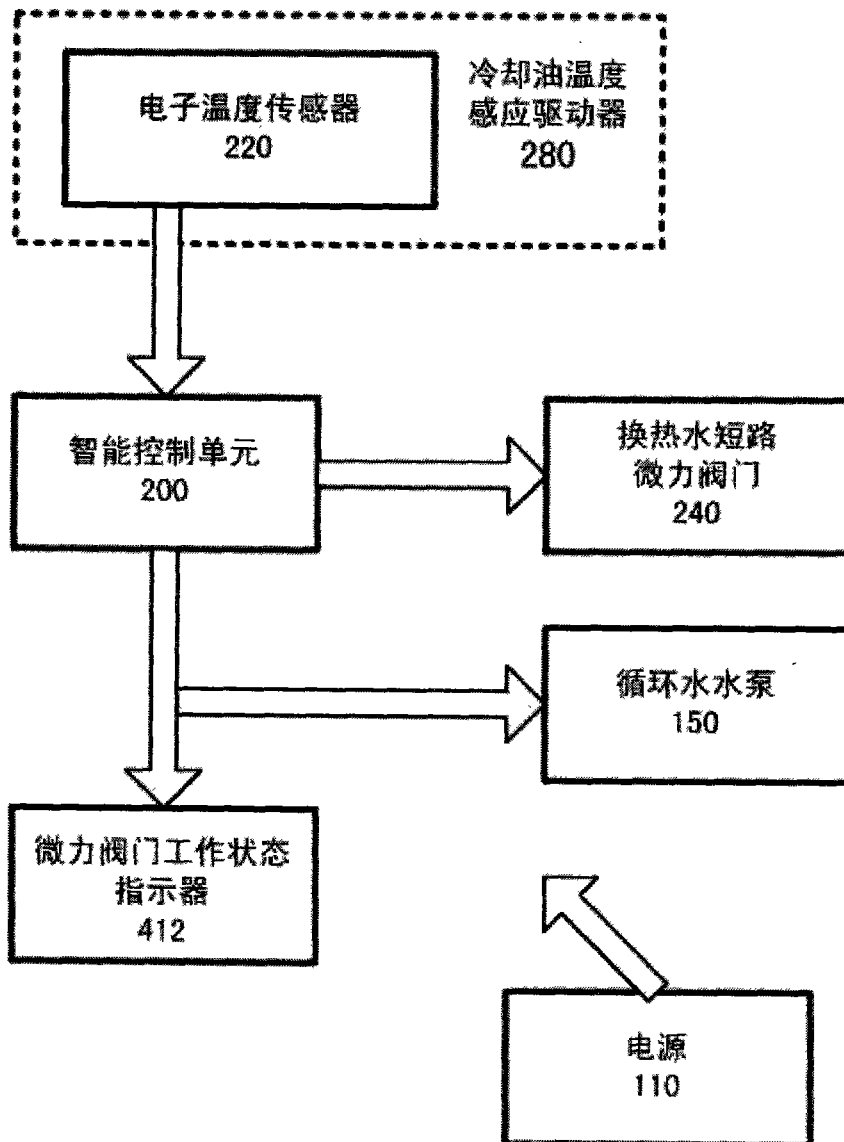 电子温度传感器
220
冷却油温度
感应驱动器
280
智能控制单元
200
换热水短路
微力阀门
240
循环水水泵
150
微力阀门工作状态
指示器
412
电源
110